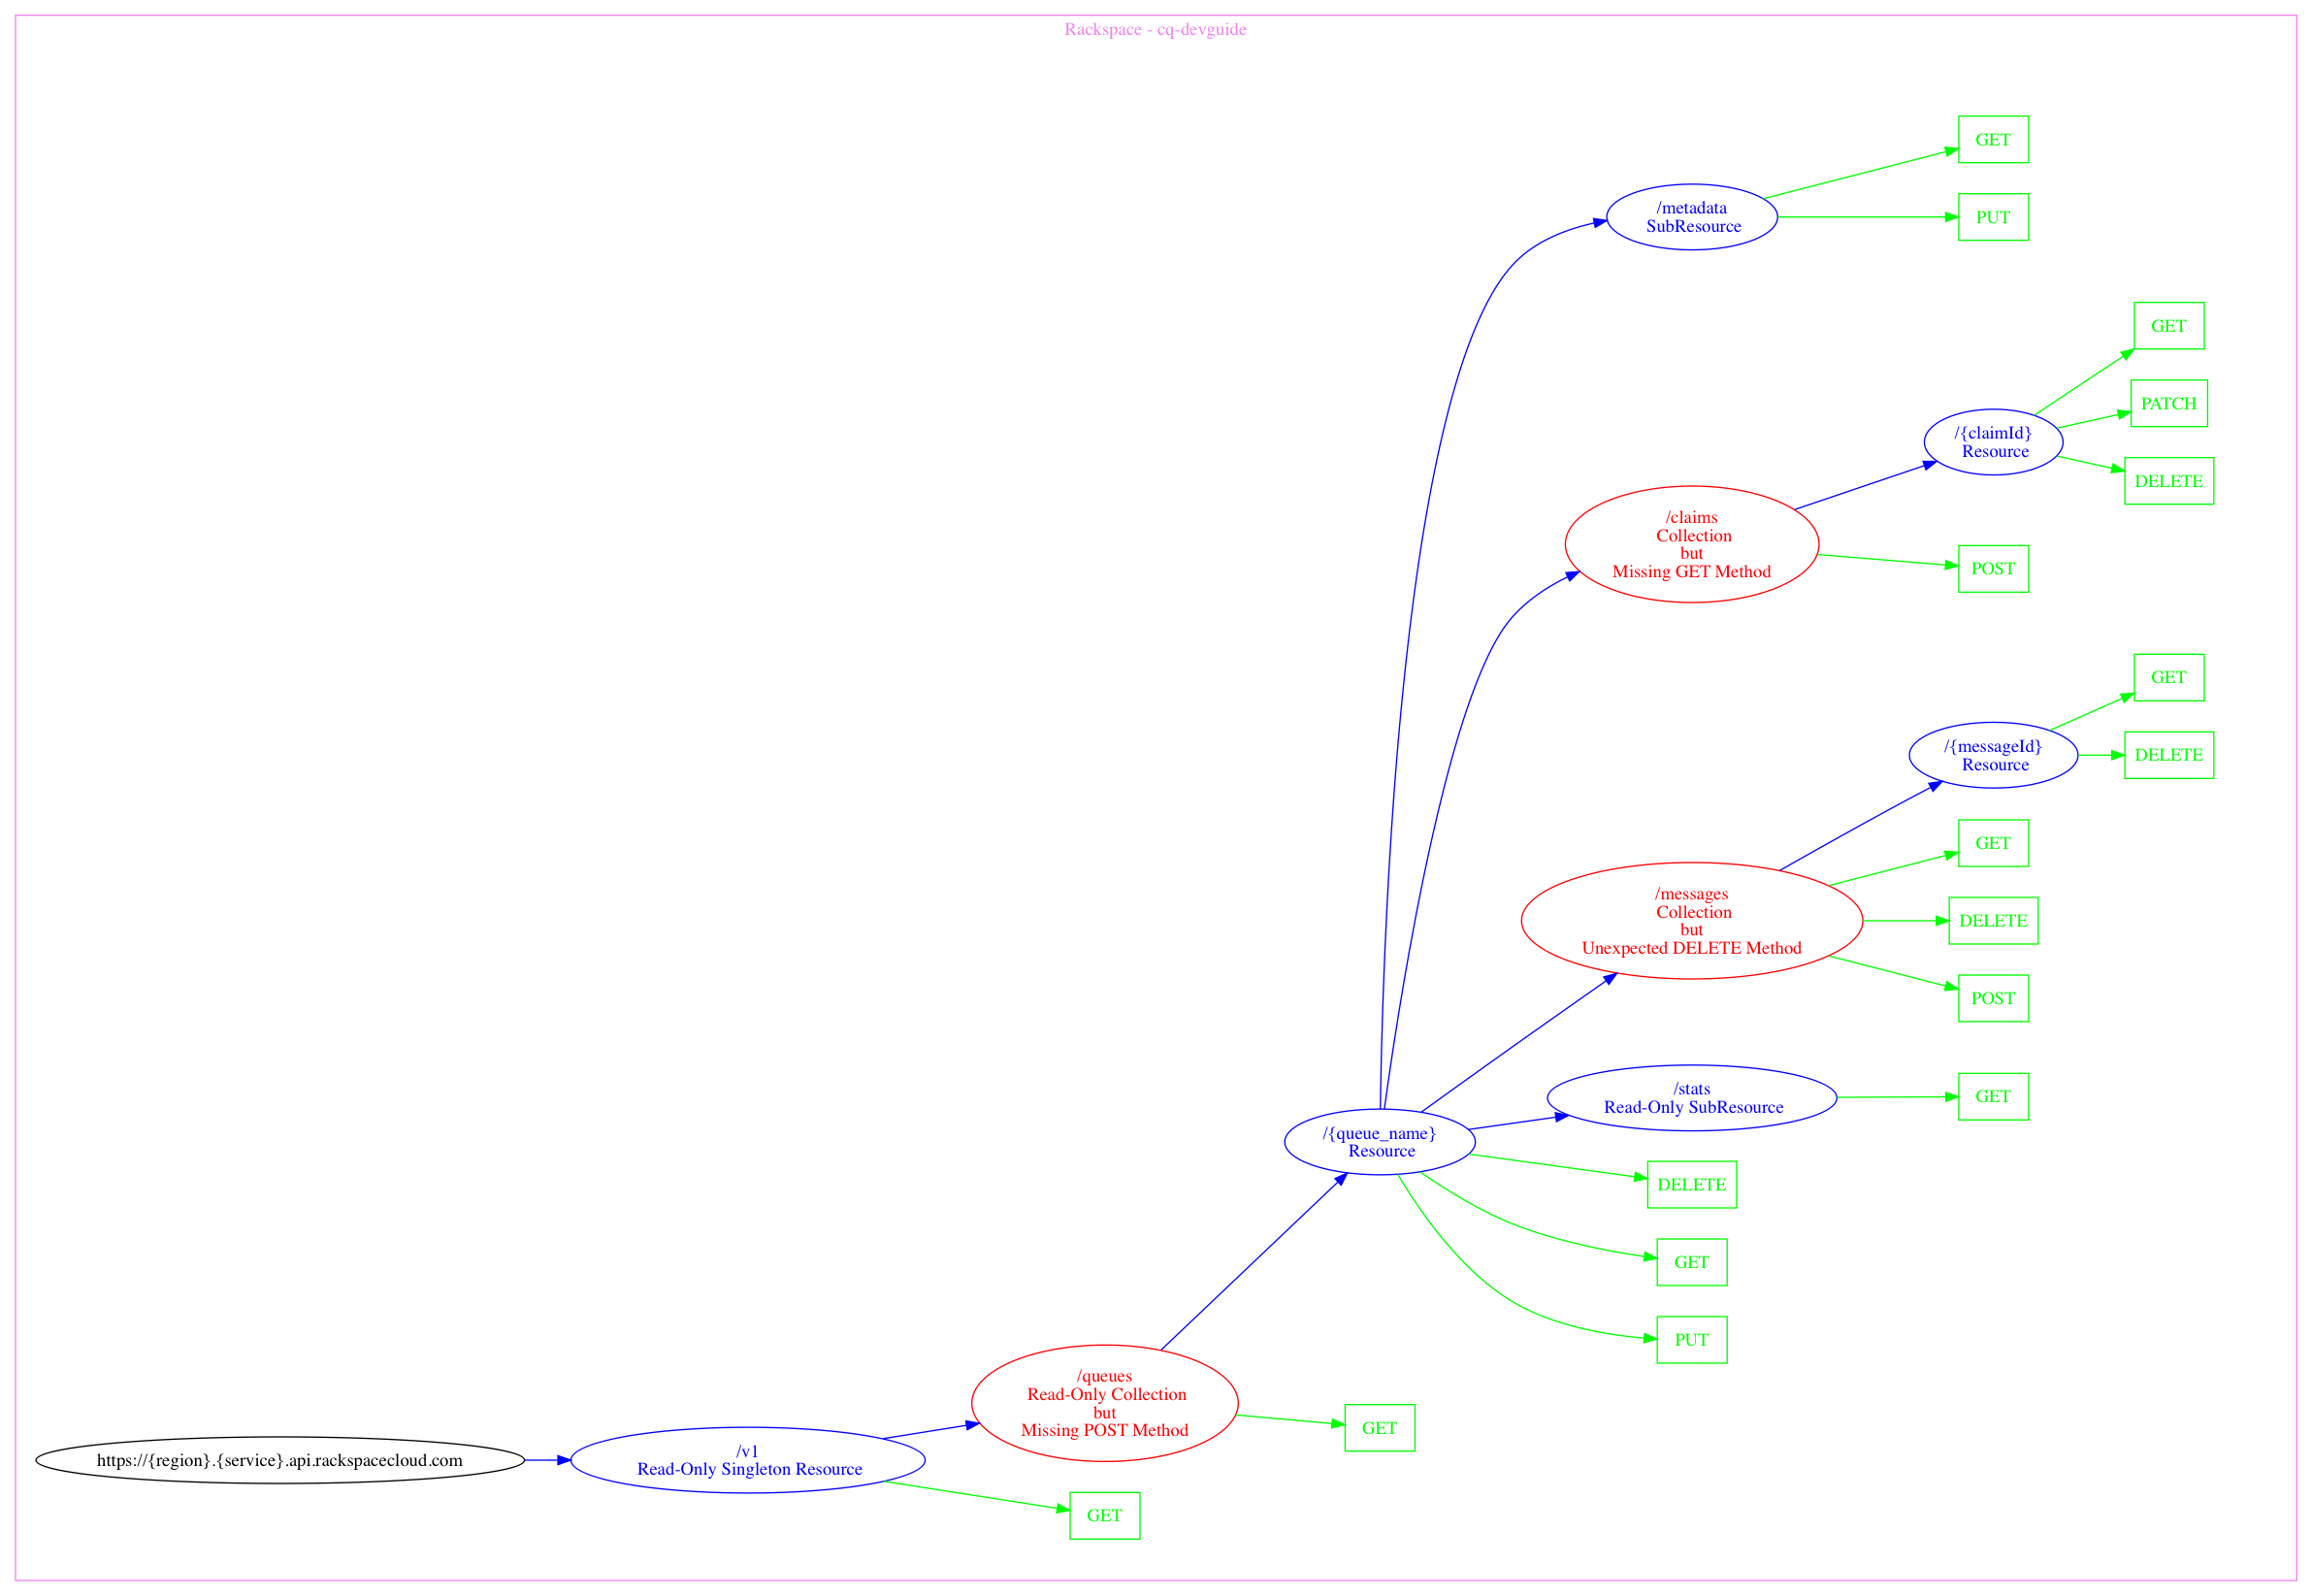 Rackspace - cq-devguide
GET
/metadata
SubResource
PUT
GET
PATCH
/{claimId}
Resource
DELETE
/claims
Collection
but
Missing GET Method
POST
GET
/{messageId}
Resource
DELETE
GET
/messages
Collection
but
Unexpected DELETE Method
DELETE
POST
/stats
Read-Only SubResource
GET
/{queue_name}
Resource
DELETE
GET
PUT
/queues
Read-Only Collection
but
Missing POST Method
GET
https://{region}.{service}.api.rackspacecloud.com
/v1
Read-Only Singleton Resource
GET